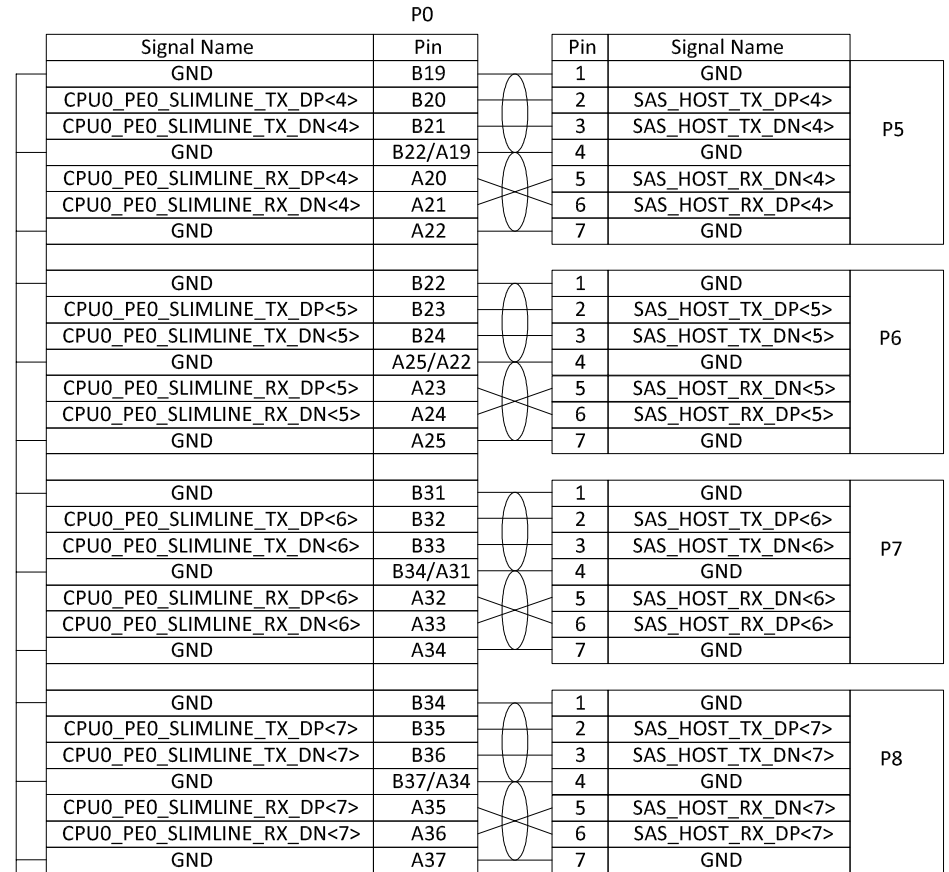 P0
Signal Name Pin Pin Signal Name
GND B19 1 GND
CPU0_PE0_SLIMLINE_TX_DP<4> B20 2 SAS_HOST_TX_DP<4>
CPU0_PE0_SLIMLINE_TX_DN<4> B21 3 SAS_HOST_TX_DN<4>
P5
GND B22/A19 4 GND
CPU0_PE0_SLIMLINE_RX_DP<4> A20 5 SAS_HOST_RX_DN<4>
CPU0_PE0_SLIMLINE_RX_DN<4> A21 6 SAS_HOST_RX_DP<4>
GND A22 7 GND
GND B22 1 GND
CPU0_PE0_SLIMLINE_TX_DP<5> B23 2 SAS_HOST_TX_DP<5>
CPU0_PE0_SLIMLINE_TX_DN<5> B24 3 SAS_HOST_TX_DN<5>
P6
GND A25/A22 4 GND
CPU0_PE0_SLIMLINE_RX_DP<5> A23 5 SAS_HOST_RX_DN<5>
CPU0_PE0_SLIMLINE_RX_DN<5> A24 6 SAS_HOST_RX_DP<5>
GND A25 7 GND
GND B31 1 GND
CPU0_PE0_SLIMLINE_TX_DP<6> B32 2 SAS_HOST_TX_DP<6>
CPU0_PE0_SLIMLINE_TX_DN<6> B33 3 SAS_HOST_TX_DN<6>
P7
GND B34/A31 4 GND
CPU0_PE0_SLIMLINE_RX_DP<6> A32 5 SAS_HOST_RX_DN<6>
CPU0_PE0_SLIMLINE_RX_DN<6> A33 6 SAS_HOST_RX_DP<6>
GND A34 7 GND
GND B34 1 GND
CPU0_PE0_SLIMLINE_TX_DP<7> B35 2 SAS_HOST_TX_DP<7>
CPU0_PE0_SLIMLINE_TX_DN<7> B36 3 SAS_HOST_TX_DN<7>
P8
GND B37/A34 4 GND
CPU0_PE0_SLIMLINE_RX_DP<7> A35 5 SAS_HOST_RX_DN<7>
CPU0_PE0_SLIMLINE_RX_DN<7> A36 6 SAS_HOST_RX_DP<7>
GND A37 7 GND